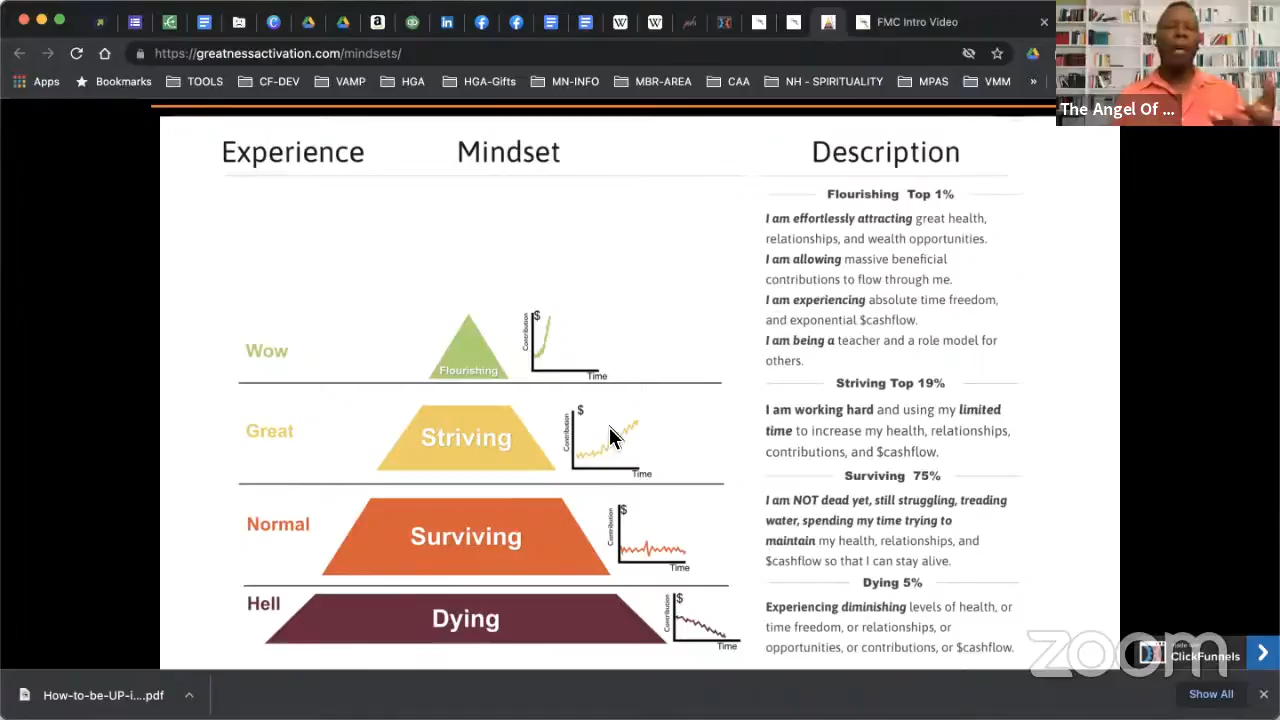 FMC Intro Video
https://greatnessactivation.com/mindsets/
Apps
Bookmarks
TOOLS
CF-DEV
VAMP
HGA
HGA-Gifts
MN-INFO
MBR-AREA
CAA
NH - SPIRITUALITY
MPAS
VMM
»
The Angel Of ...
Experience
Mindset
Description
Flourishing Top 1%
I am effortlessly attracting great health,
relationships, and wealth opportunities.
I am allowing massive beneficial
contributions to flow through me.
I am experiencing absolute time freedom,
and exponential $cashflow.
I am being a teacher and a role model for
others.
Wow
Flourishing
$
Contribution
Time
Striving Top 19%
I am working hard and using my limited
time to increase my health, relationships,
contributions, and $cashflow.
Great
Striving
$
Contribution
Time
Surviving 75%
I am NOT dead yet, still struggling, treading
water, spending my time trying to
maintain my health, relationships, and
$cashflow so that I can stay alive.
Normal
Surviving
$
Contribution
Time
Dying 5%
Experiencing diminishing levels of health, or
time freedom, or relationships, or
opportunities, or contributions, or $cashflow.
Hell
Dying
$
Contribution
Time
zoom
ClickFunnels
How-to-be-UP-i....pdf
Show All